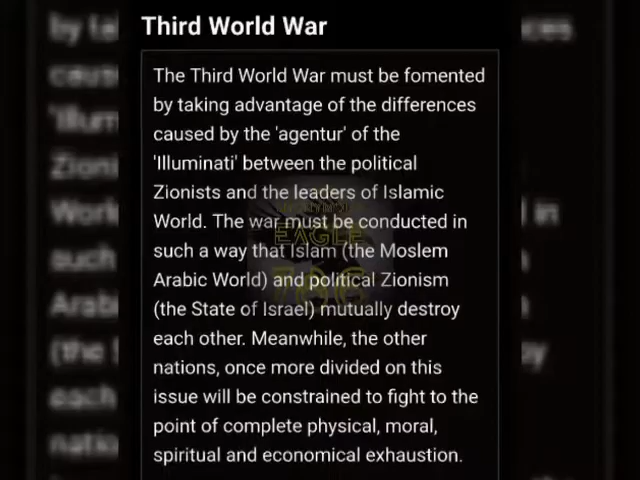 Third World War
The Third World War must be fomented
by taking advantage of the differences
caused by the 'agentur' of the
'Illuminati' between the political
Zionists and the leaders of Islamic
World. The war must be conducted in
such a way that Islam (the Moslem
Arabic World) and political Zionism
(the State of Israel) mutually destroy
each other. Meanwhile, the other
nations, once more divided on this
issue will be constrained to fight to the
point of complete physical, moral,
spiritual and economical exhaustion.
EAGLE
786